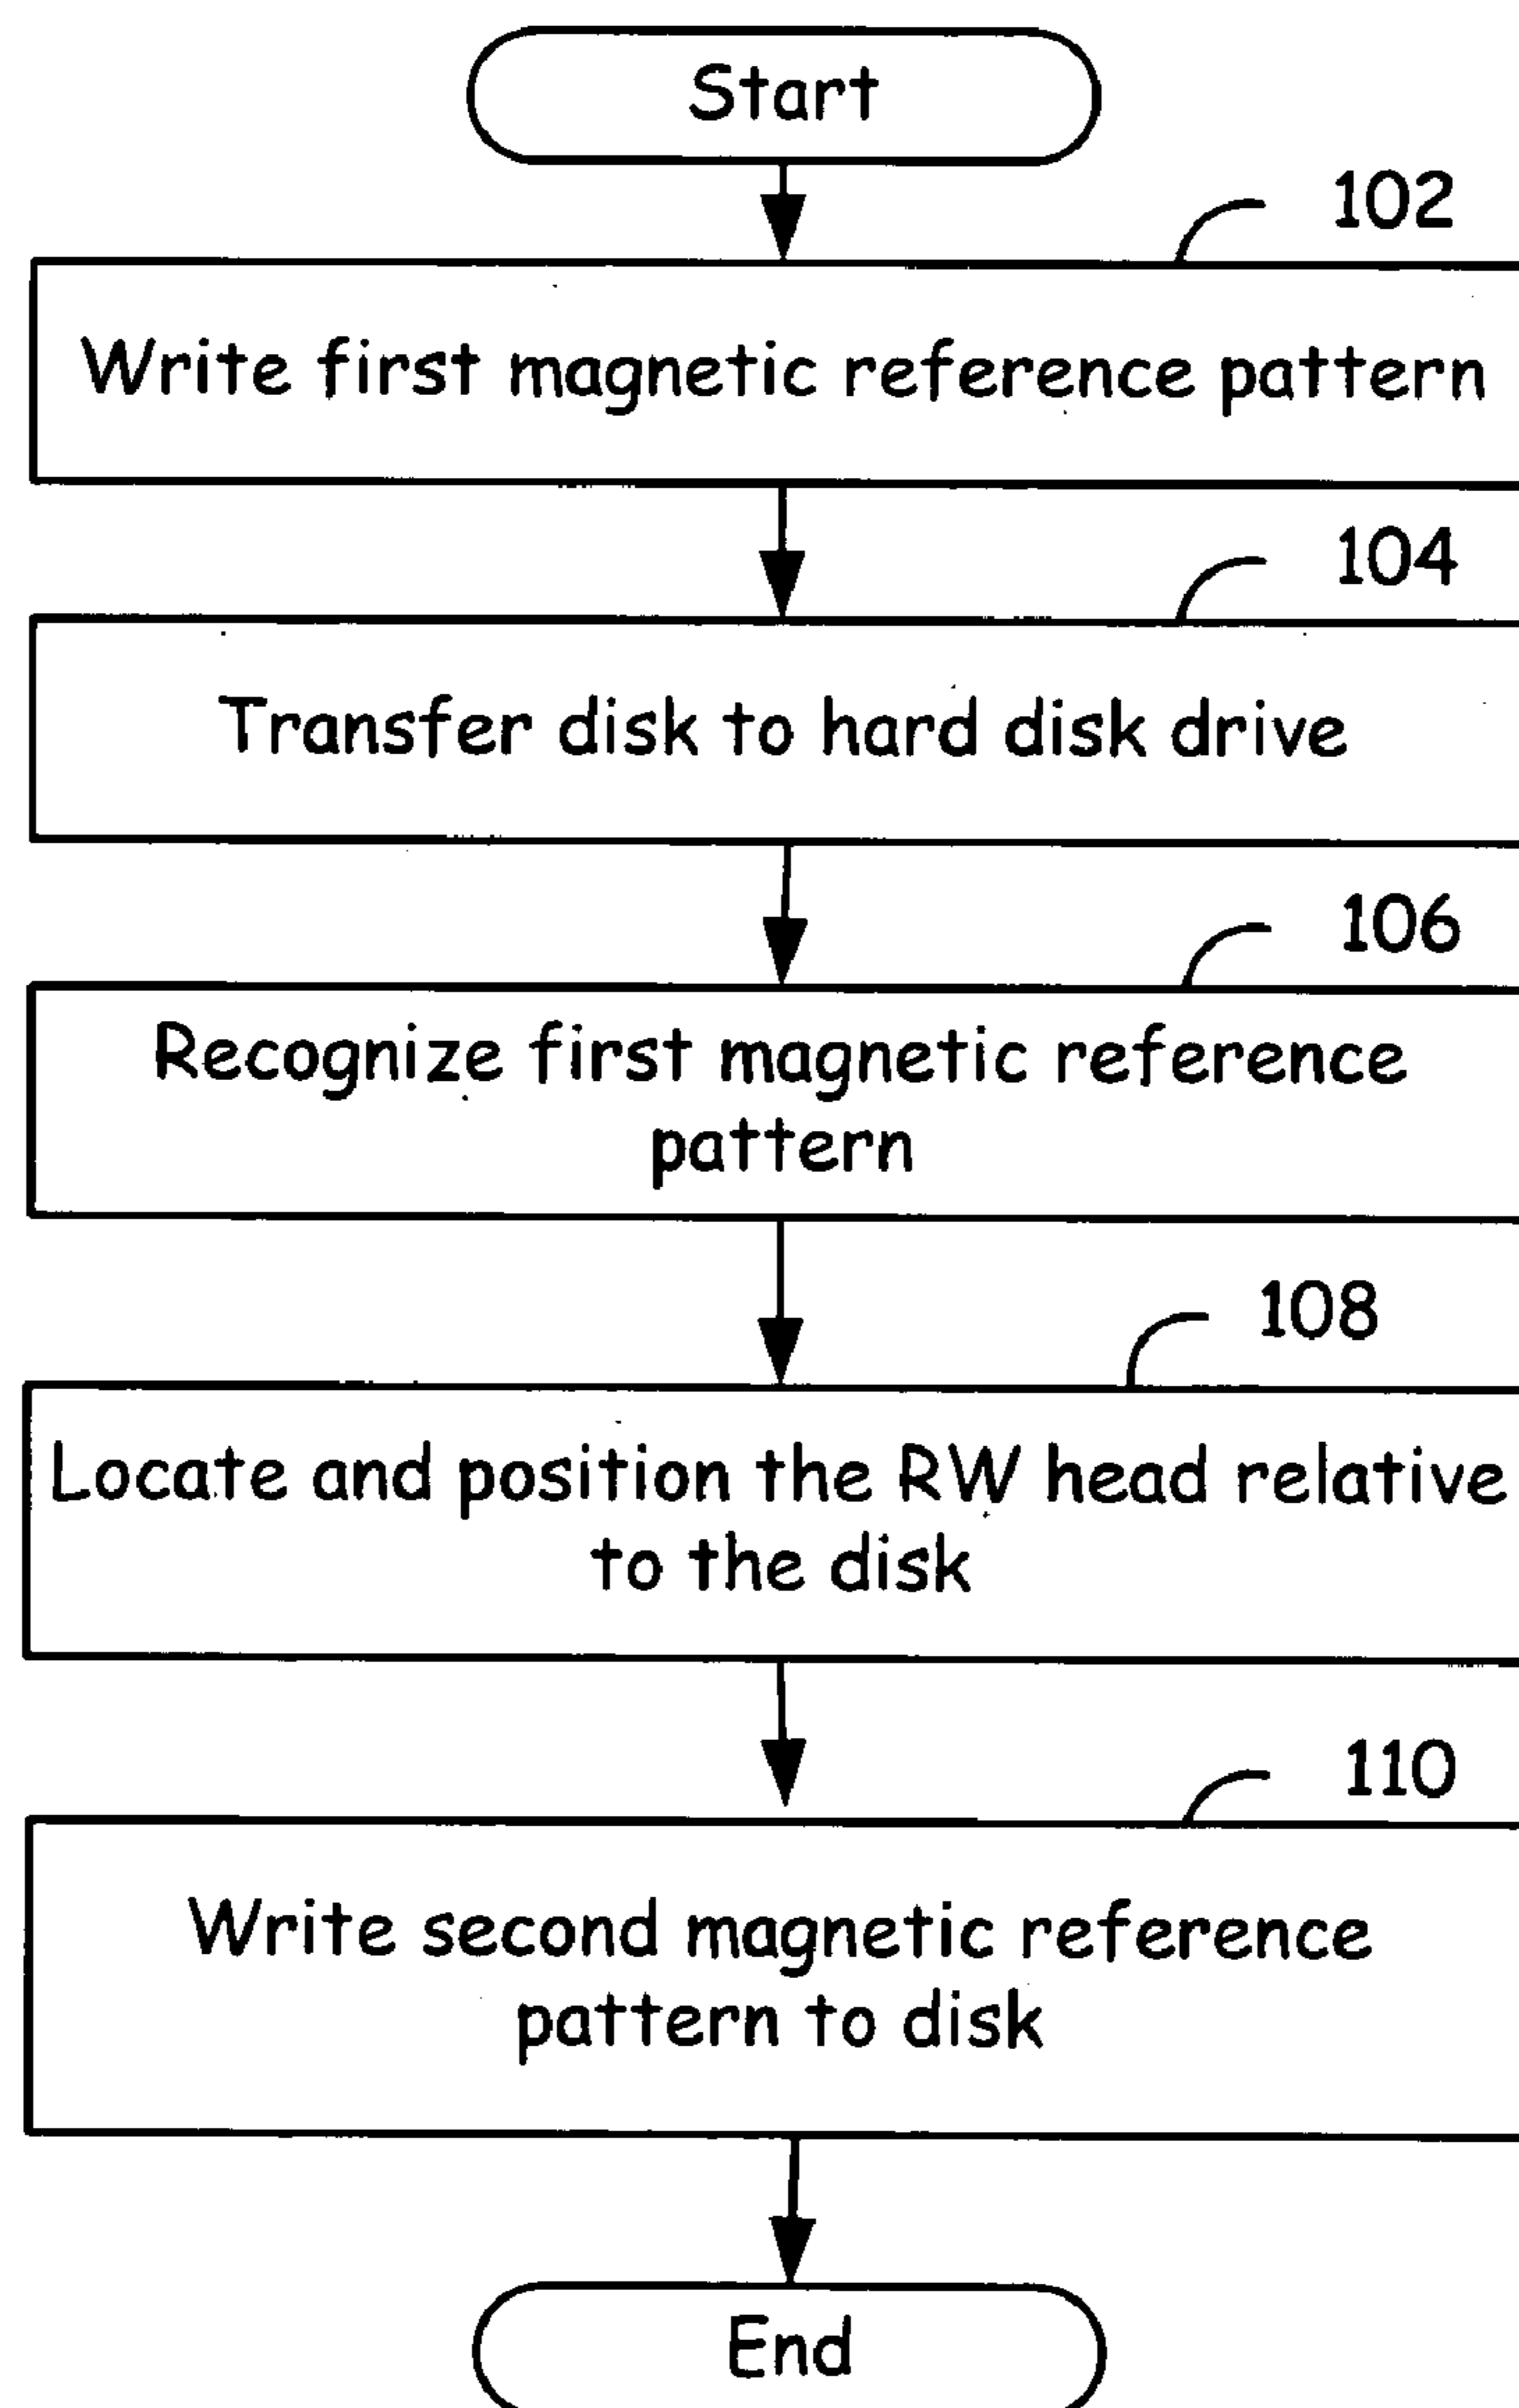 Start
102
Write first magnetic reference pattern
104
Transfer disk to hard disk drive
106
Recognize first magnetic reference
pattern
108
Locate and position the RW head relative
to the disk
110
Write second magnetic reference
pattern to disk
End